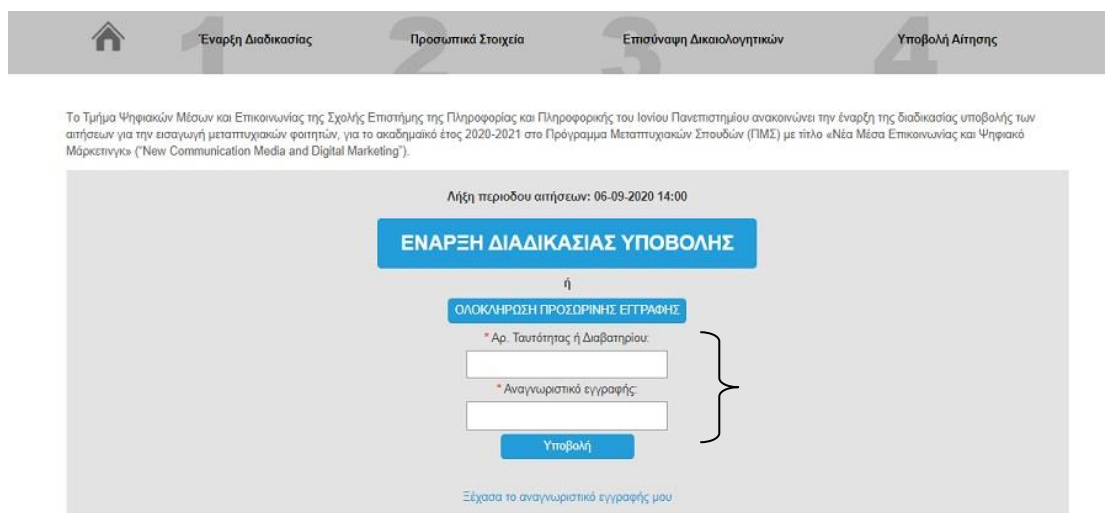 1 Έναρξη Διαδικασίας 2 Προσωπικά Στοιχεία 3 Επισύναψη Δικαιολογητικών 4 Υποβολή Αίτησης
Το Τμήμα Ψηφιακών Μέσων και Επικοινωνίας της Σχολής Επιστήμης της Πληροφορίας και Πληροφορικής του Ιονίου Πανεπιστημίου ανακοινώνει την έναρξη της διαδικασίας υποβολής των
αιτήσεων για την εισαγωγή μεταπτυχιακών φοιτητών, για το ακαδημαϊκό έτος 2020-2021 στο Πρόγραμμα Μεταπτυχιακών Σπουδών (ΠΜΣ) με τίτλο «Νέα Μέσα Επικοινωνίας και Ψηφιακό
Μάρκετινγκ» (“New Communication Media and Digital Marketing”).
Λήξη περιοδου αιτήσεων: 06-09-2020 14:00
ΕΝΑΡΞΗ ΔΙΑΔΙΚΑΣΙΑΣ ΥΠΟΒΟΛΗΣ
ή
ΟΛΟΚΛΗΡΩΣΗ ΠΡΟΣΩΡΙΝΗΣ ΕΓΓΡΑΦΗΣ
* Αρ. Ταυτότητας ή Διαβατηρίου:
* Αναγνωριστικό εγγραφής:
Υποβολή
Ξέχασα το αναγνωριστικό εγγραφής μου